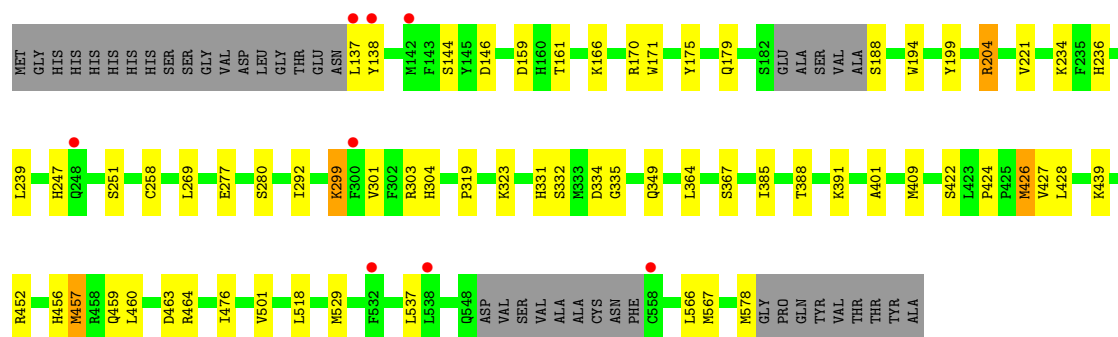 MET GLY HIS HIS HIS HIS HIS HIS SER SER GLY VAL ASP LEU GLY THR GLU ASN L137 Y138 M142 F143 S144 Y145 D146 D159 H160 T161 K166 R170 W171 Y175 Q179 S182 GLU ALA SER VAL ALA S188 W194 Y199 R204 V221 K234 F235 H236
L239 H247 Q248 S251 C258 L269 E277 S280 I292 K299 F300 V301 F302 R303 H304 P319 K323 H331 S332 M333 D334 G335 Q349 L364 S367 I385 T388 K391 A401 M409 S422 L423 P424 P425 M426 V427 L428 K439
R452 H456 M457 R458 Q459 L460 D463 R464 I476 V501 L518 M529 F532 L537 L538 Q548 ASP VAL SER VAL ALA ALA CYS ASN PHE C558 L566 M567 M578 GLY PRO GLN TYR VAL THR THR TYR ALA